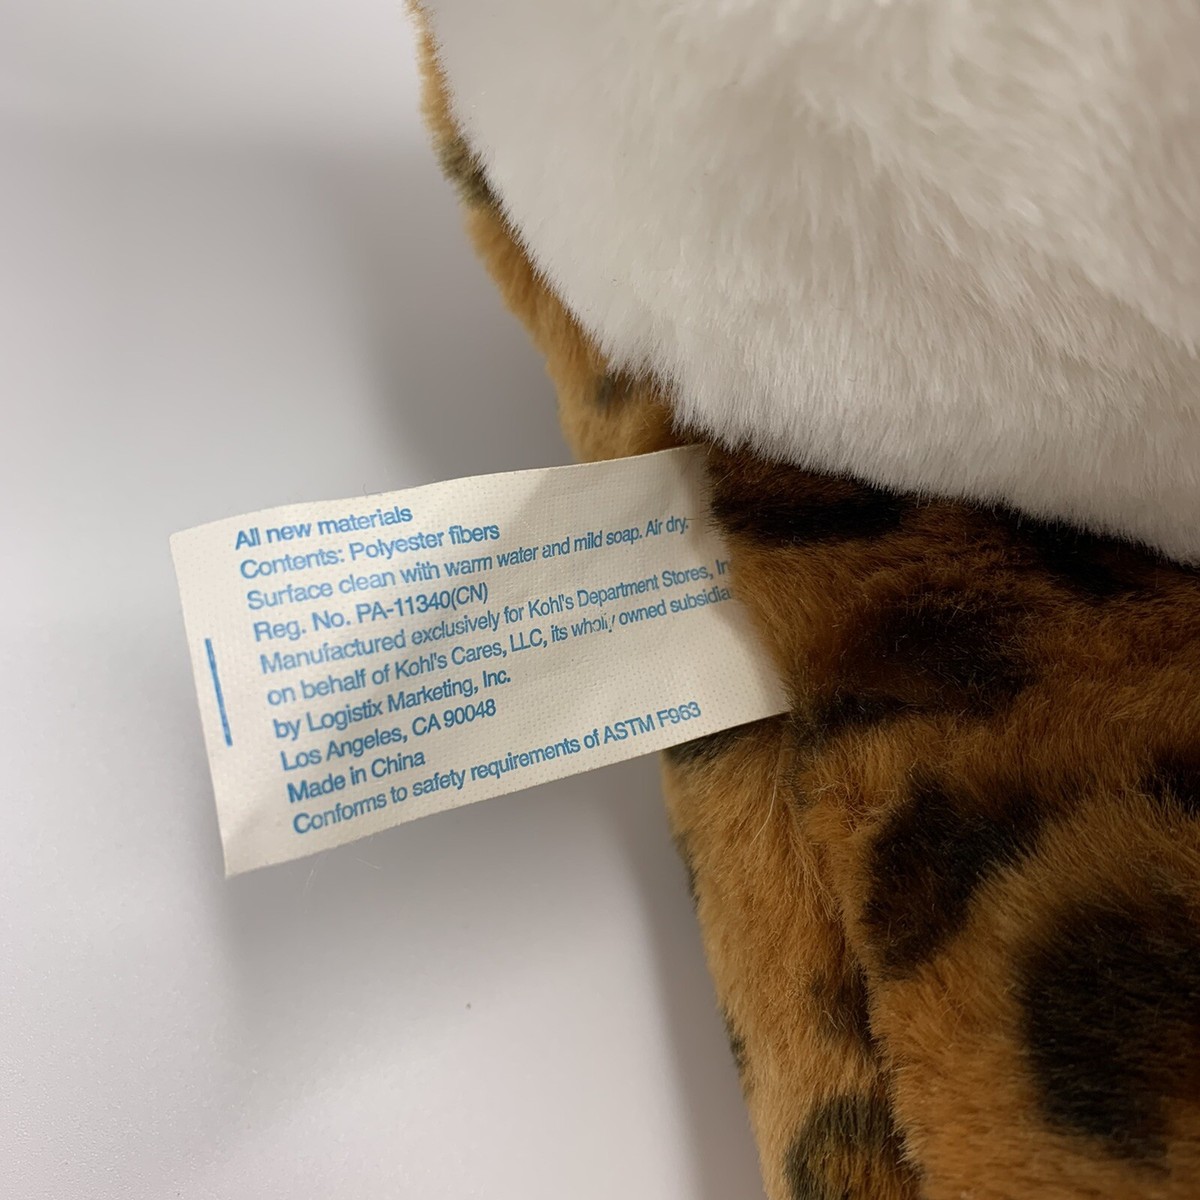 All new materials
Contents: Polyester fibers
Surface clean with warm water and mild soap. Air dry.
Reg. No. PA-11340(CN)
Manufactured exclusively for Kohl's Department Stores,
on behalf of Kohl's Cares, LLC, its wholly owned
by Logistix Marketing, Inc.
Los Angeles, CA 90048
Made in China
Conforms to safety requirements of ASTM F963